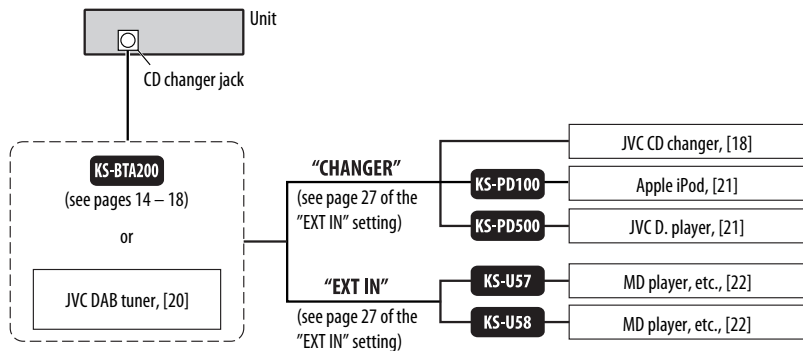 Unit
CD changer jack
KS-BTA200
(see pages 14 – 18)
or
JVC DAB tuner, [20]
“CHANGER”
(see page 27 of the
”EXT IN” setting)
“EXT IN”
(see page 27 of the
”EXT IN” setting)
JVC CD changer, [18]
KS-PD100
Apple iPod, [21]
KS-PD500
JVC D. player, [21]
KS-U57
MD player, etc., [22]
KS-U58
MD player, etc., [22]